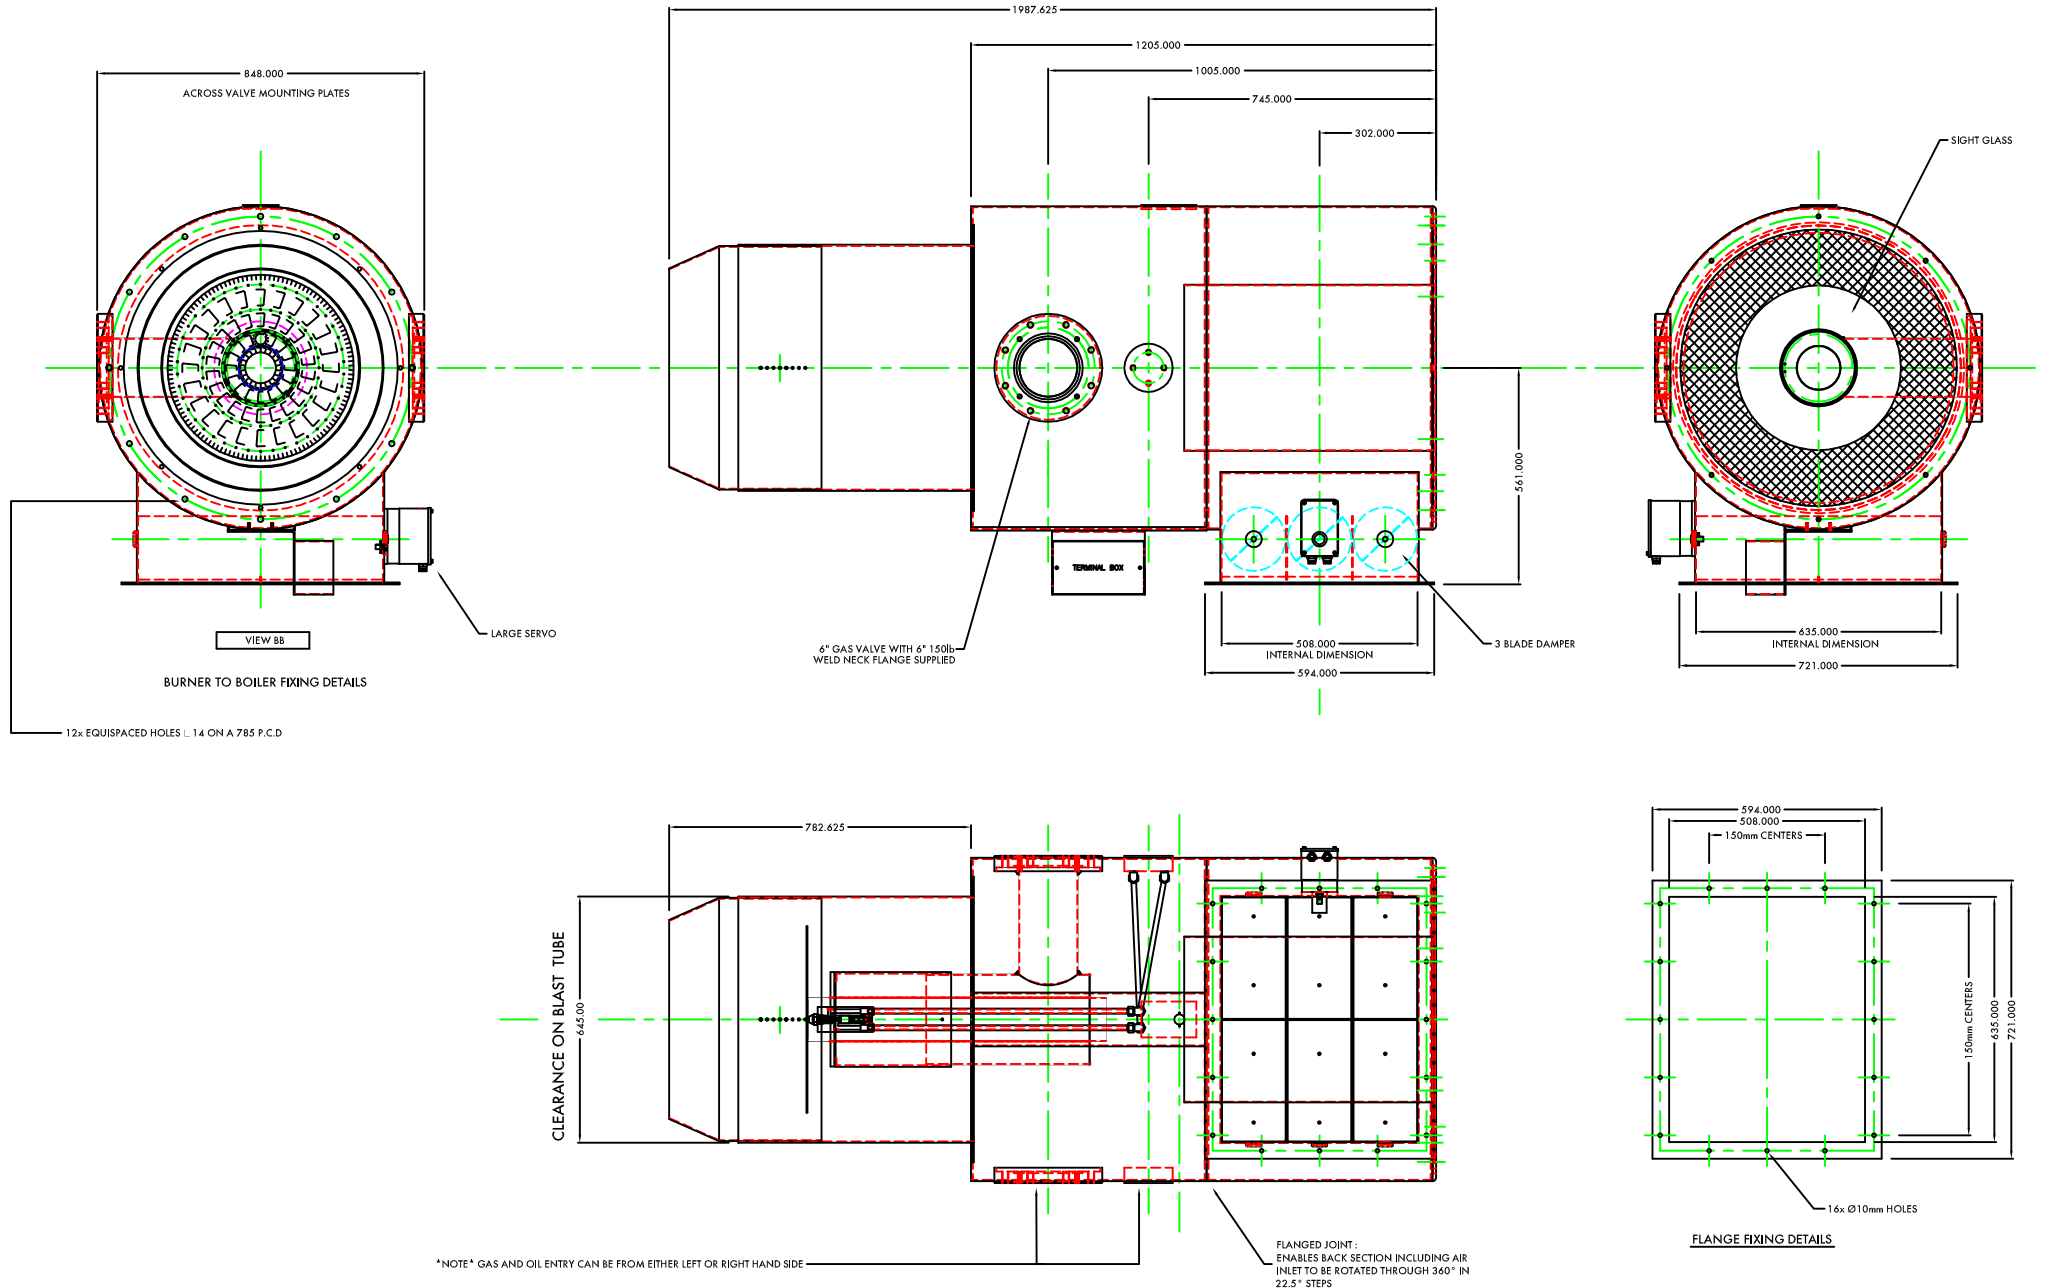 1987.625
1205.000
1005.000
745.000
302.000
848.000
ACROSS VALVE MOUNTING PLATES
SIGHT GLASS
561.000
TERMINAL BOX
LARGE SERVO
VIEW BB
BURNER TO BOILER FIXING DETAILS
12x EQUISPACED HOLES ∟ 14 ON A 785 P.C.D
6" GAS VALVE WITH 6" 150lb
WELD NECK FLANGE SUPPLIED
508.000
INTERNAL DIMENSION
594.000
3 BLADE DAMPER
635.000
INTERNAL DIMENSION
721.000
782.625
CLEARANCE ON BLAST TUBE
645.00
594.000
508.000
150mm CENTERS
150mm CENTERS
635.000
721.000
16x Ø10mm HOLES
FLANGE FIXING DETAILS
*NOTE* GAS AND OIL ENTRY CAN BE FROM EITHER LEFT OR RIGHT HAND SIDE
FLANGED JOINT :
ENABLES BACK SECTION INCLUDING AIR
INLET TO BE ROTATED THROUGH 360° IN
22.5° STEPS